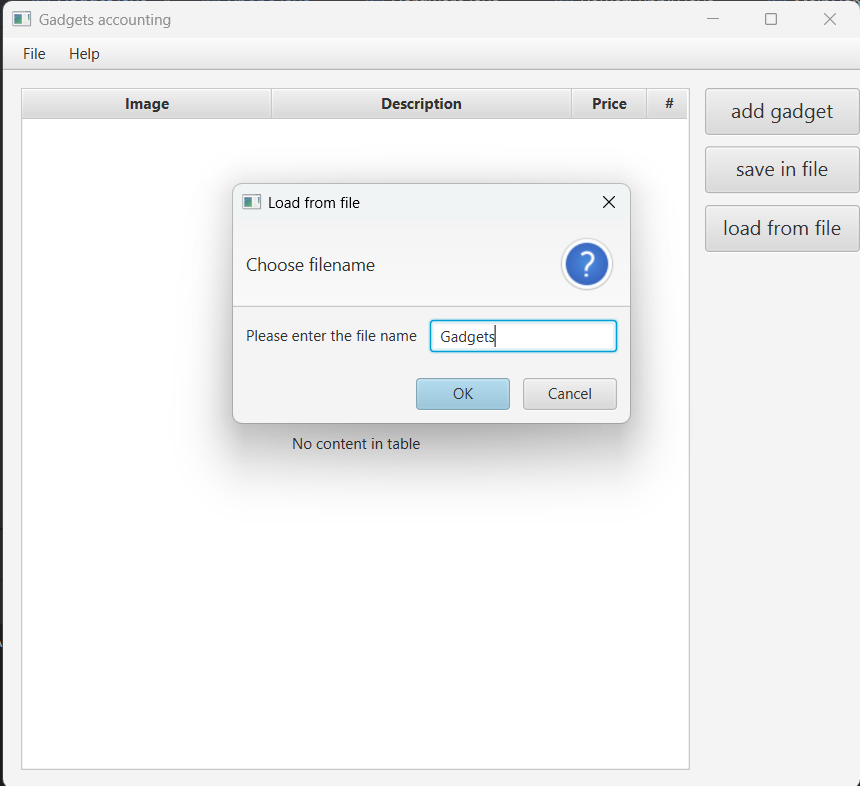 Gadgets accounting
File Help
Image Description Price #
add gadget
save in file
load from file
Load from file
Choose filename
?
Please enter the file name Gadgets
OK Cancel
No content in table